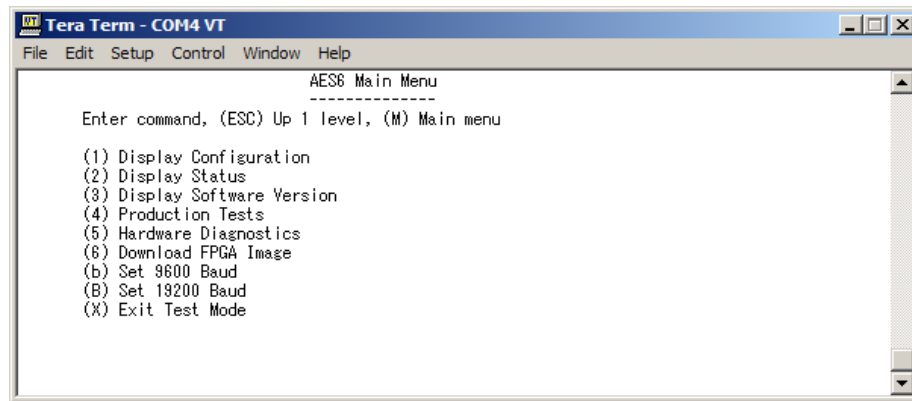 Tera Term - COM4 VT
File Edit Setup Control Window Help
AES6 Main Menu
--------------
Enter command, (ESC) Up 1 level, (M) Main menu
(1) Display Configuration
(2) Display Status
(3) Display Software Version
(4) Production Tests
(5) Hardware Diagnostics
(6) Download FPGA Image
(b) Set 9600 Baud
(B) Set 19200 Baud
(X) Exit Test Mode